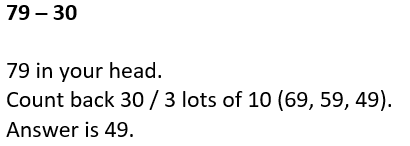 79 – 30
79 in your head.
Count back 30 / 3 lots of 10 (69, 59, 49).
Answer is 49.